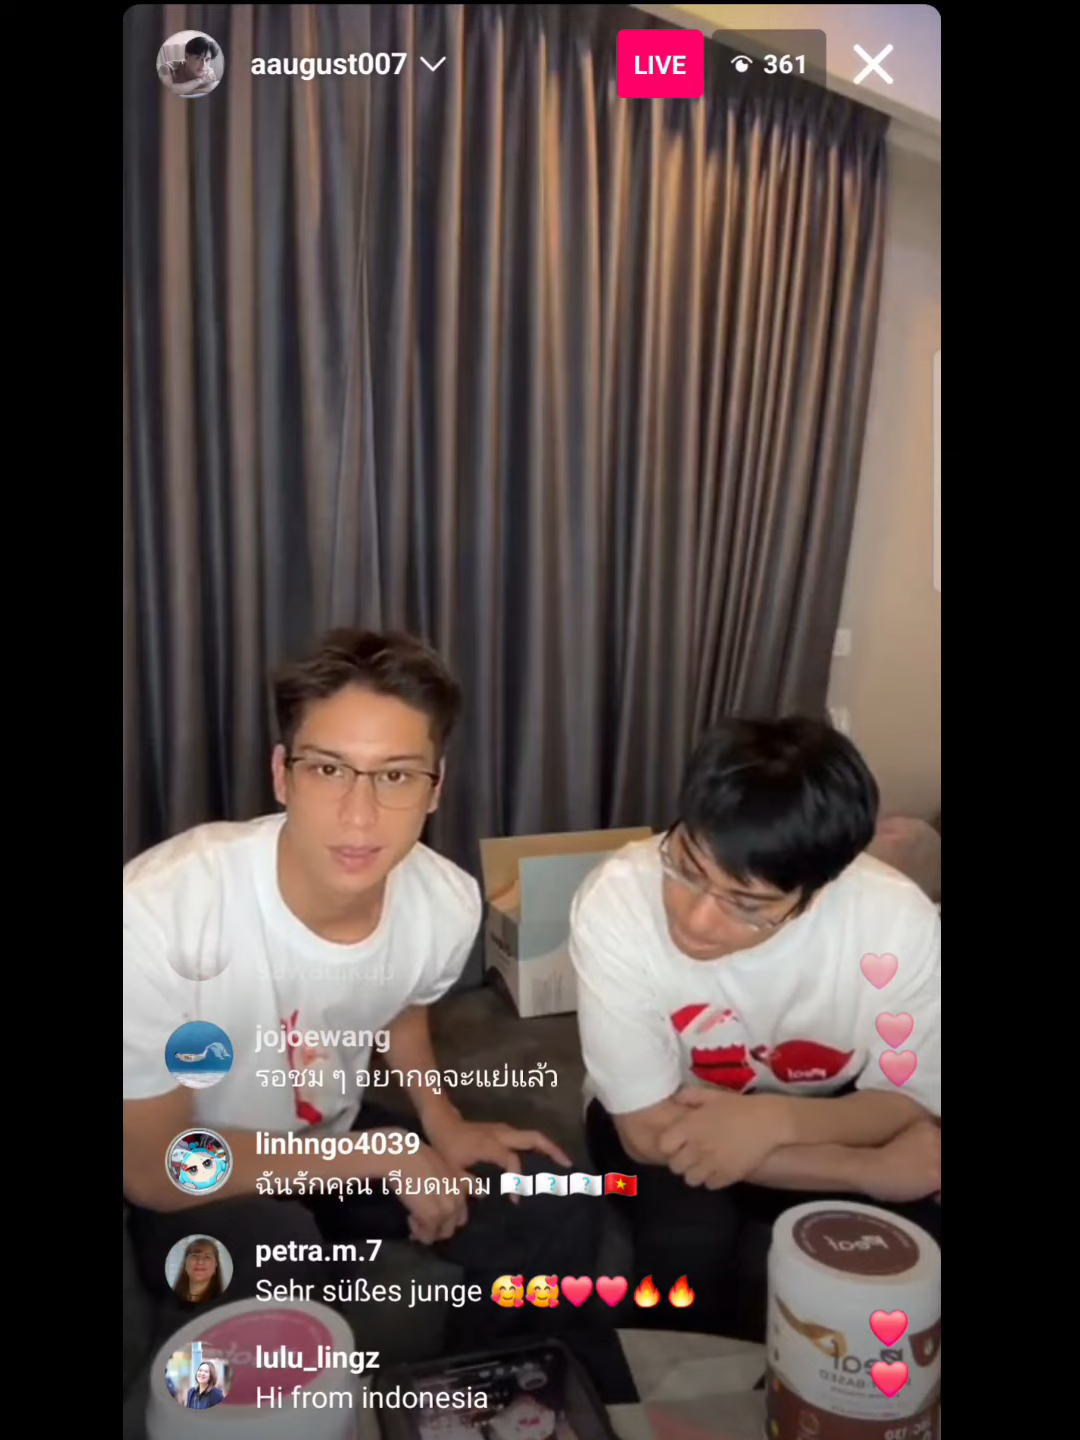 aaugust007
LIVE
361
jojoewang
รอชม ๆ อยากดูจะแย่แล้ว
linhngo4039
ฉันรักคุณ เวียดนาม 🇻🇳
petra.m.7
Sehr süßes junge 🥰🥰❤️❤️🔥🔥
lulu_lingz
Hi from indonesia